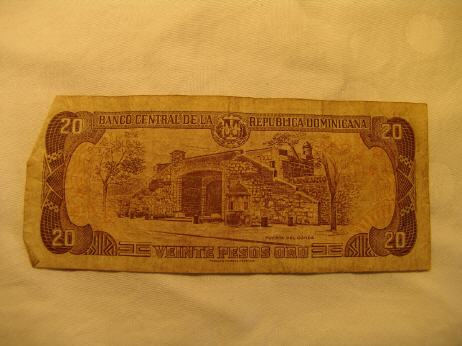 BANCO CENTRAL DE LA REPUBLICA DOMINICANA
20 20
PUERTA DEL CONDE
20 20
VEINTE PESOS ORO